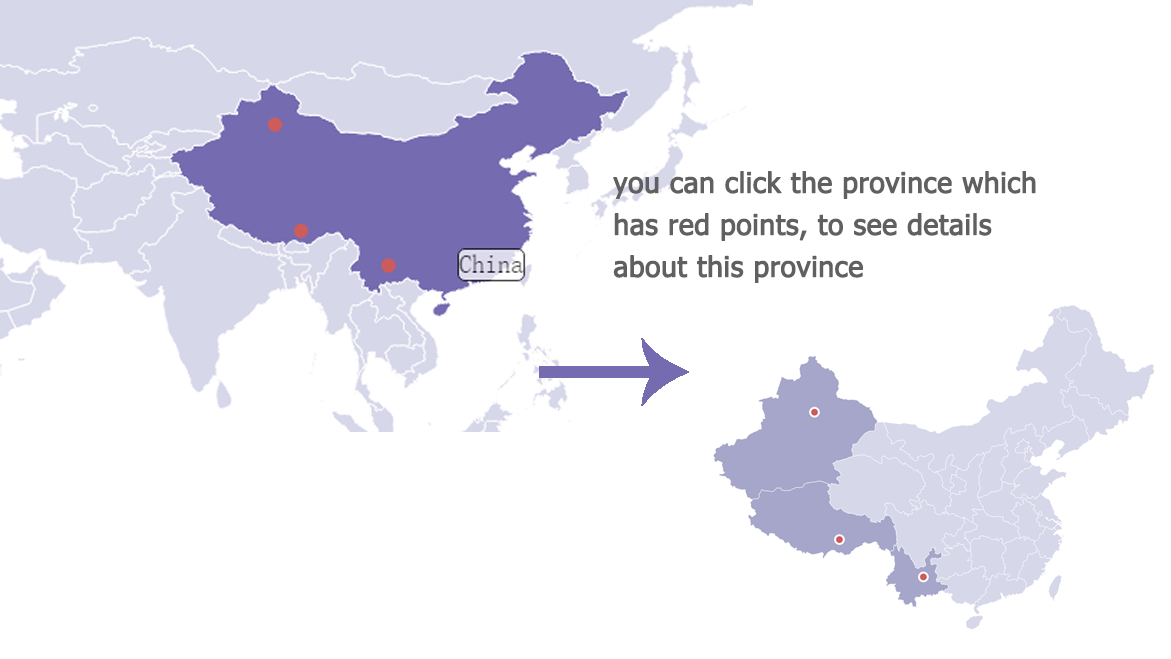 you can click the province which
has red points, to see details
about this province
China